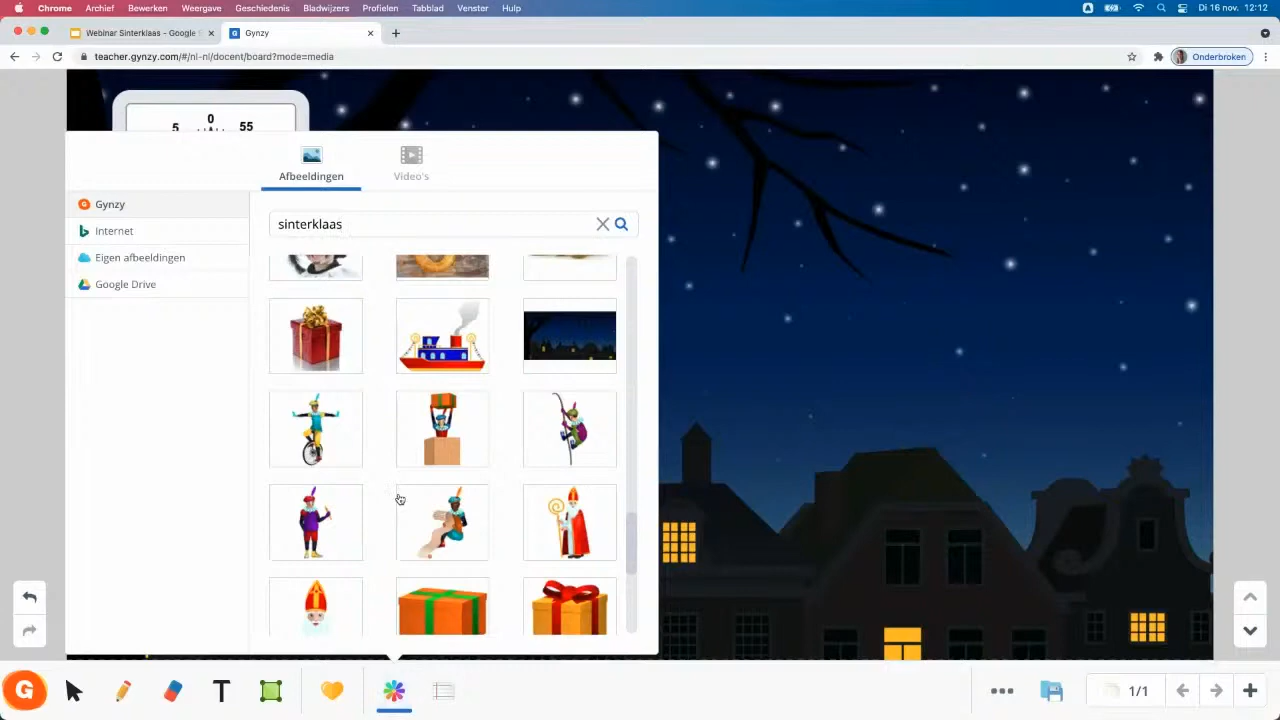 Chrome Archief Bewerken Weergave Geschiedenis Bladwijzers Profielen Tabblad Venster Hulp Di 16 nov. 12:12
Webinar Sinterklaas - Google S
Gynzy
teacher.gynzy.com/#/nl-nl/docent/board?mode=media
Onderbroken
5 0 55
Afbeeldingen
Video's
Gynzy
Internet
Eigen afbeeldingen
Google Drive
sinterklaas
G T 1/1